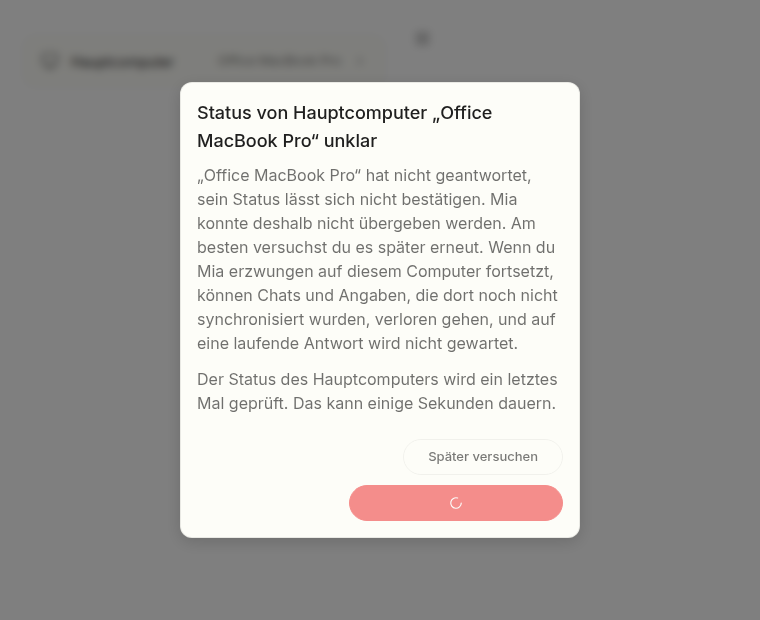 Hauptcomputer
Office MacBook Pro
Status von Hauptcomputer „Office
MacBook Pro“ unklar
„Office MacBook Pro“ hat nicht geantwortet,
sein Status lässt sich nicht bestätigen. Mia
konnte deshalb nicht übergeben werden. Am
besten versuchst du es später erneut. Wenn du
Mia erzwungen auf diesem Computer fortsetzt,
können Chats und Angaben, die dort noch nicht
synchronisiert wurden, verloren gehen, und auf
eine laufende Antwort wird nicht gewartet.
Der Status des Hauptcomputers wird ein letztes
Mal geprüft. Das kann einige Sekunden dauern.
Später versuchen